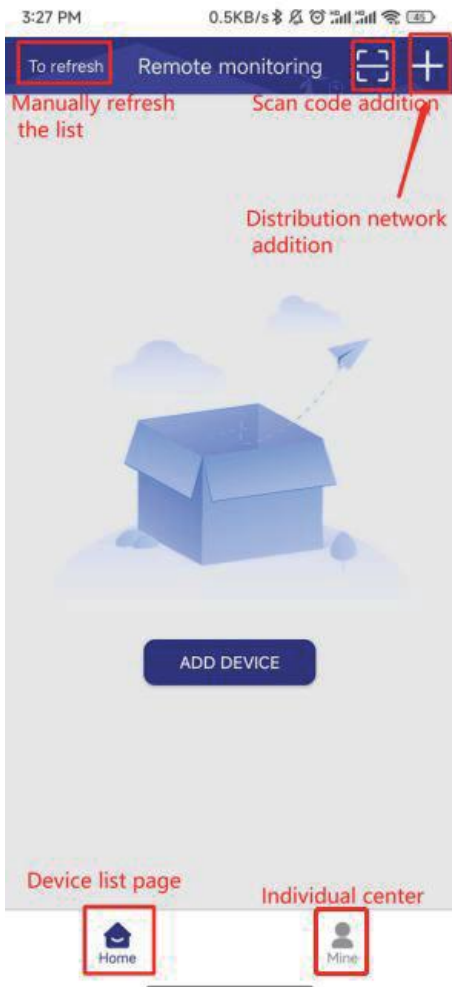 3:27 PM
0.5KB/s
45
To refresh
Remote monitoring
Manually refresh
the list
Scan code addition
Distribution network
addition
ADD DEVICE
Device list page
Individual center
Home
Mine